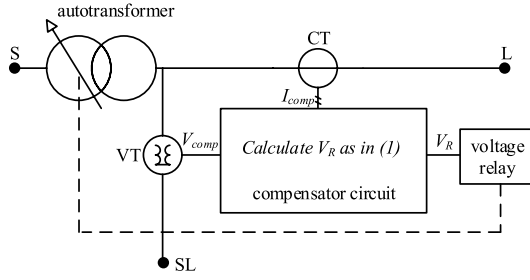 autotransformer
S
CT
L
I_comp
VT
V_comp
Calculate V_R as in (1)
compensator circuit
V_R
voltage
relay
SL